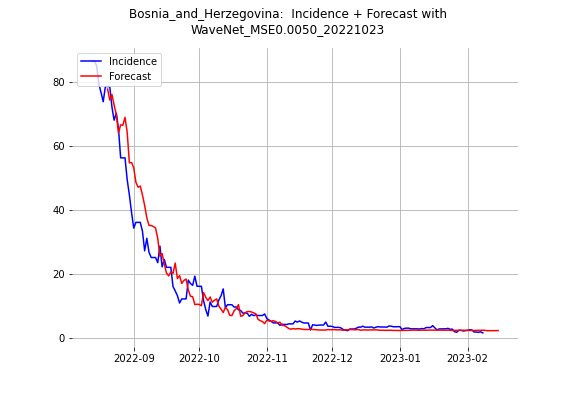 Bosnia_and_Herzegovina:  Incidence + Forecast with
WaveNet_MSE0.0050_20221023
Incidence
Forecast
80
60
40
20
0
2022-09 2022-10 2022-11 2022-12 2023-01 2023-02